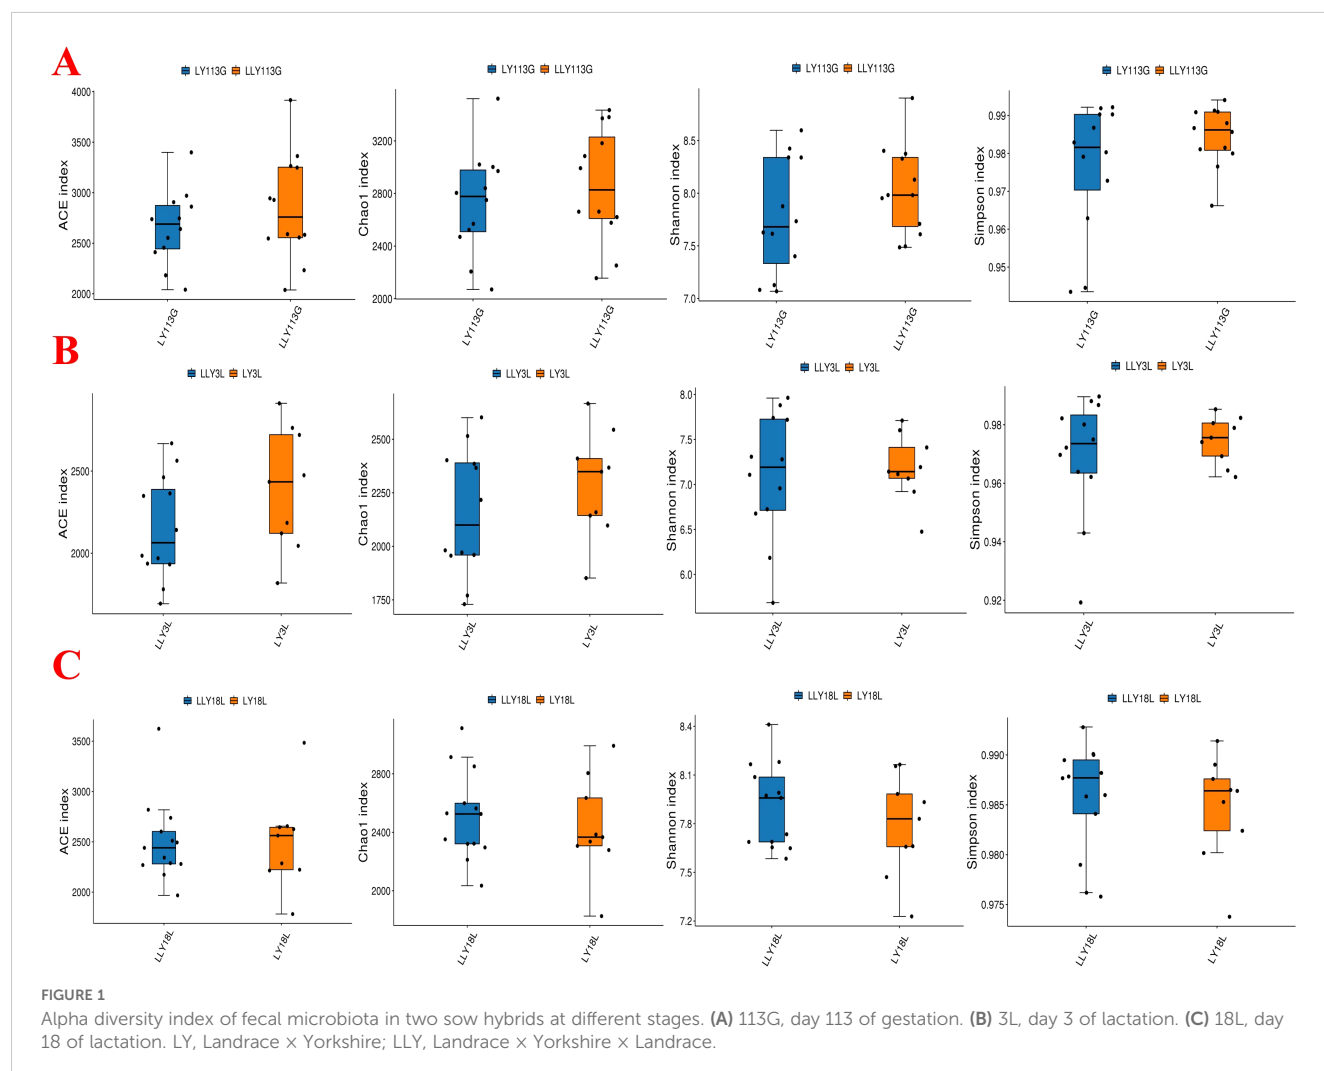 A
LY113G LLY113G
ACE index
4000
3500
3000
2500
2000
LY113G
LLY113G
LY113G LLY113G
Chao1 index
3200
2800
2400
2000
LY113G
LLY113G
LY113G LLY113G
Shannon index
8.5
8.0
7.5
7.0
LY113G
LLY113G
LY113G LLY113G
Simpson index
0.99
0.98
0.97
0.96
0.95
LY113G
LLY113G
B
LLY3L LY3L
ACE index
2500
2000
LLY3L
LY3L
LLY3L LY3L
Chao1 index
2500
2250
2000
1750
LLY3L
LY3L
LLY3L LY3L
Shannon index
8.0
7.5
7.0
6.5
6.0
LLY3L
LY3L
LLY3L LY3L
Simpson index
0.98
0.96
0.94
0.92
LLY3L
LY3L
C
LLY18L LY18L
ACE index
3500
3000
2500
2000
LLY18L
LY18L
LLY18L LY18L
Chao1 index
2800
2400
2000
LLY18L
LY18L
LLY18L LY18L
Shannon index
8.4
8.1
7.8
7.5
7.2
LLY18L
LY18L
LLY18L LY18L
Simpson index
0.990
0.985
0.980
0.975
LLY18L
LY18L
FIGURE 1
Alpha diversity index of fecal microbiota in two sow hybrids at different stages. (A) 113G, day 113 of gestation. (B) 3L, day 3 of lactation. (C) 18L, day
18 of lactation. LY, Landrace × Yorkshire; LLY, Landrace × Yorkshire × Landrace.